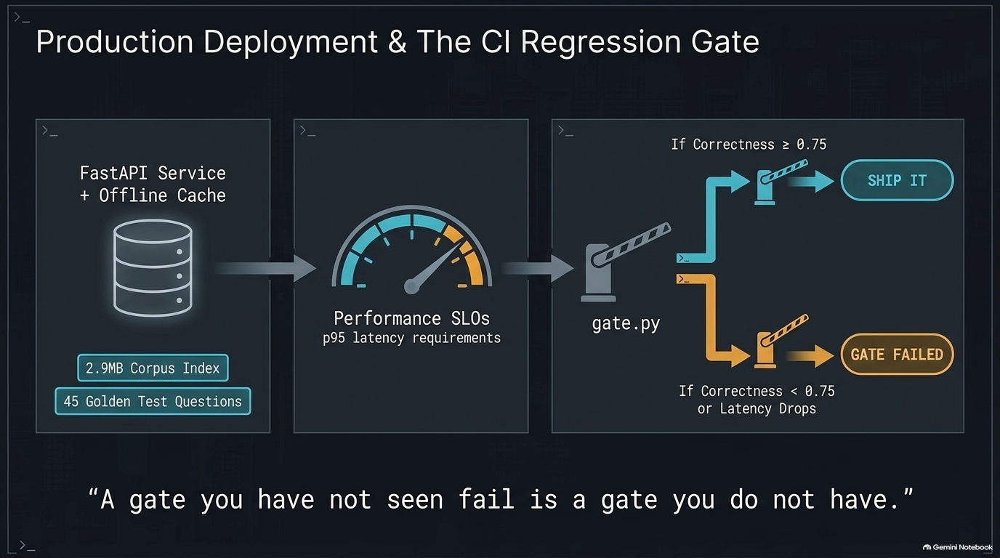 >_
Production Deployment & The CI Regression Gate
>_
FastAPI Service
+ Offline Cache
2.9MB Corpus Index
45 Golden Test Questions
>_
Performance SLOs
p95 latency requirements
>_
gate.py
If Correctness ≥ 0.75
>_
SHIP IT
>_
GATE FAILED
If Correctness < 0.75
or Latency Drops
“A gate you have not seen fail is a gate you do not have.”
>_
Gemini Notebook